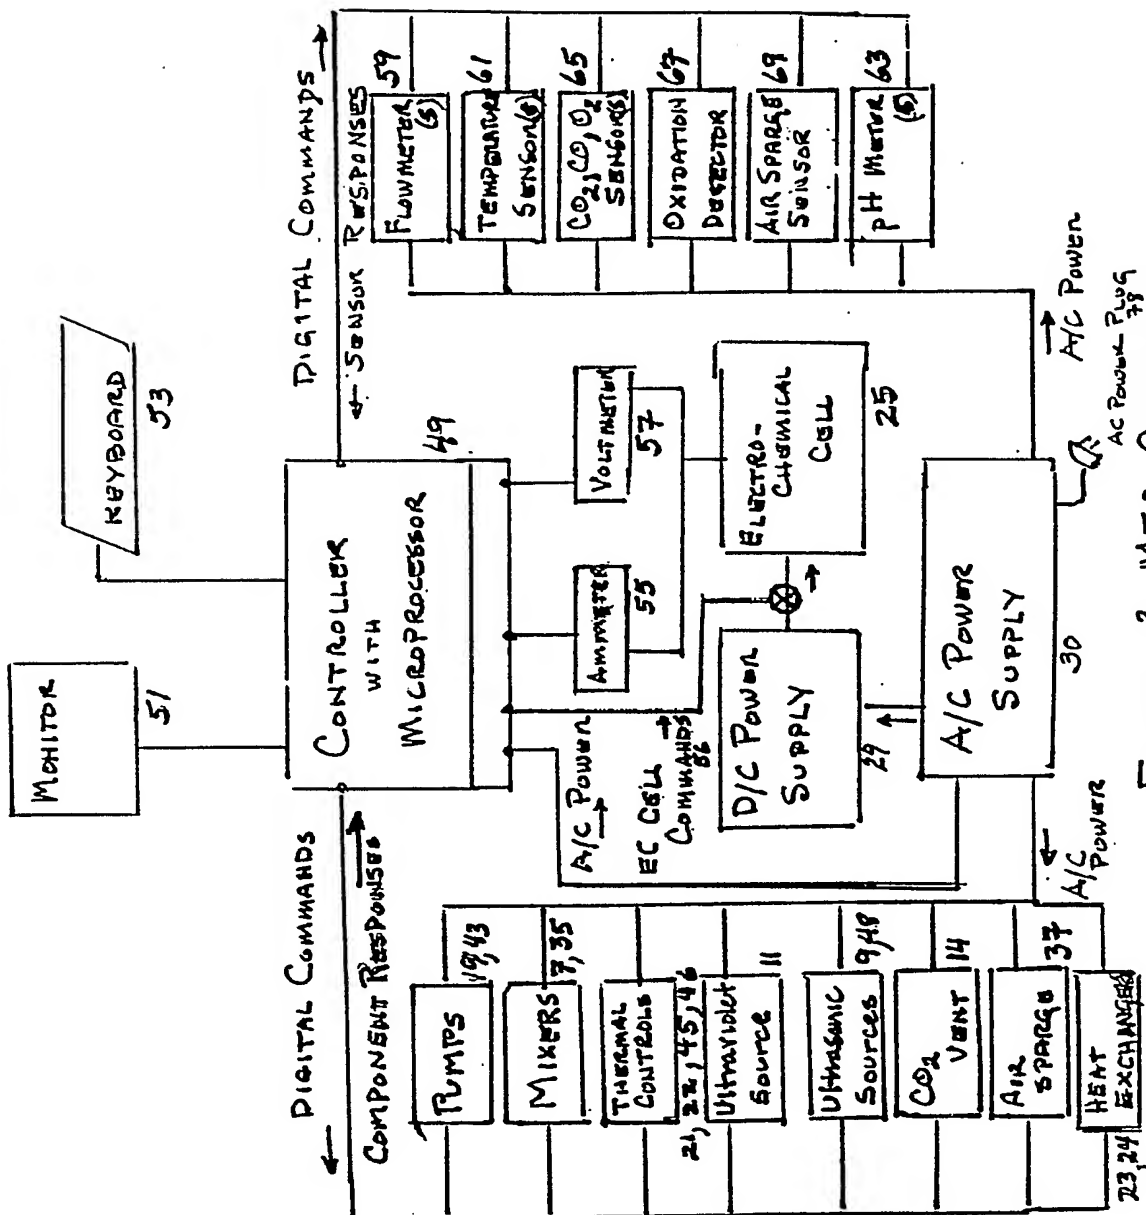 MONITOR
51
KEYBOARD
53
DIGITAL COMMANDS
COMPONENT RESPONSES
CONTROLLER
WITH
MICROPROCESSOR
49
DIGITAL COMMANDS
SENSOR RESPONSES
PUMPS
19,43
MIXERS
7,35
THERMAL
CONTROLS
21, 22, 45, 46
Ultraviolet
Source
11
Ultrasonic
Sources
9,48
CO2
VENT
14
AIR
SPARGE
37
HEAT
EXCHANGER
23,24
A/C POWER
EC CELL
COMMANDS
56
AMMETER
55
VOLTMETER
57
D/C POWER
SUPPLY
29
ELECTRO-
CHEMICAL
CELL
25
A/C POWER
SUPPLY
30
A/C
POWER
A/C POWER
AC POWER PLUG
78
FLOWMETER
(S)
59
TEMPERATURE
SENSOR(S)
61
CO2, CO, O2
SENSOR(S)
65
OXIDATION
DETECTOR
67
AIR SPARGE
SENSOR
69
pH METER
(S)
63